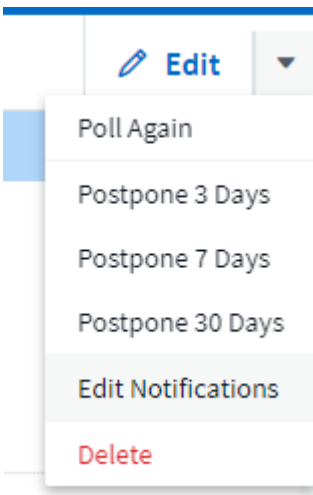 Edit
Poll Again
Postpone 3 Days
Postpone 7 Days
Postpone 30 Days
Edit Notifications
Delete